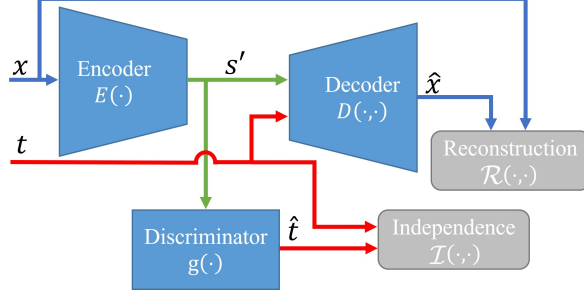 x
Encoder
E(·)
s′
Decoder
D(·,·)
x̂
t
Reconstruction
ℛ(·,·)
Discriminator
g(·)
t̂
Independence
ℐ(·,·)